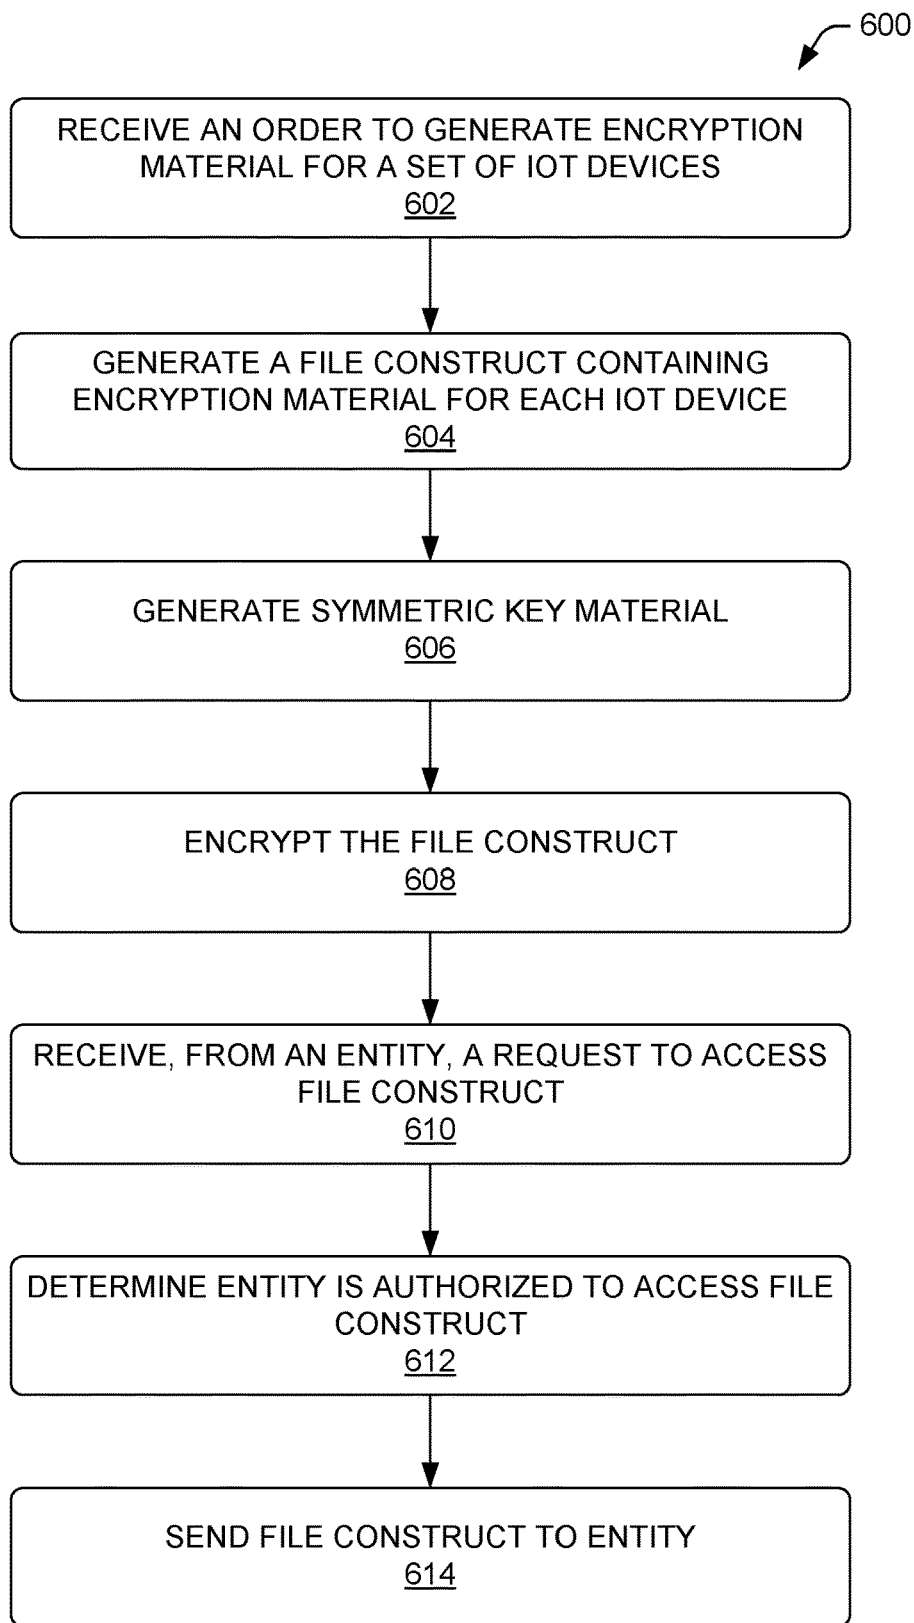 600
RECEIVE AN ORDER TO GENERATE ENCRYPTION
MATERIAL FOR A SET OF IOT DEVICES
602
GENERATE A FILE CONSTRUCT CONTAINING
ENCRYPTION MATERIAL FOR EACH IOT DEVICE
604
GENERATE SYMMETRIC KEY MATERIAL
606
ENCRYPT THE FILE CONSTRUCT
608
RECEIVE, FROM AN ENTITY, A REQUEST TO ACCESS
FILE CONSTRUCT
610
DETERMINE ENTITY IS AUTHORIZED TO ACCESS FILE
CONSTRUCT
612
SEND FILE CONSTRUCT TO ENTITY
614